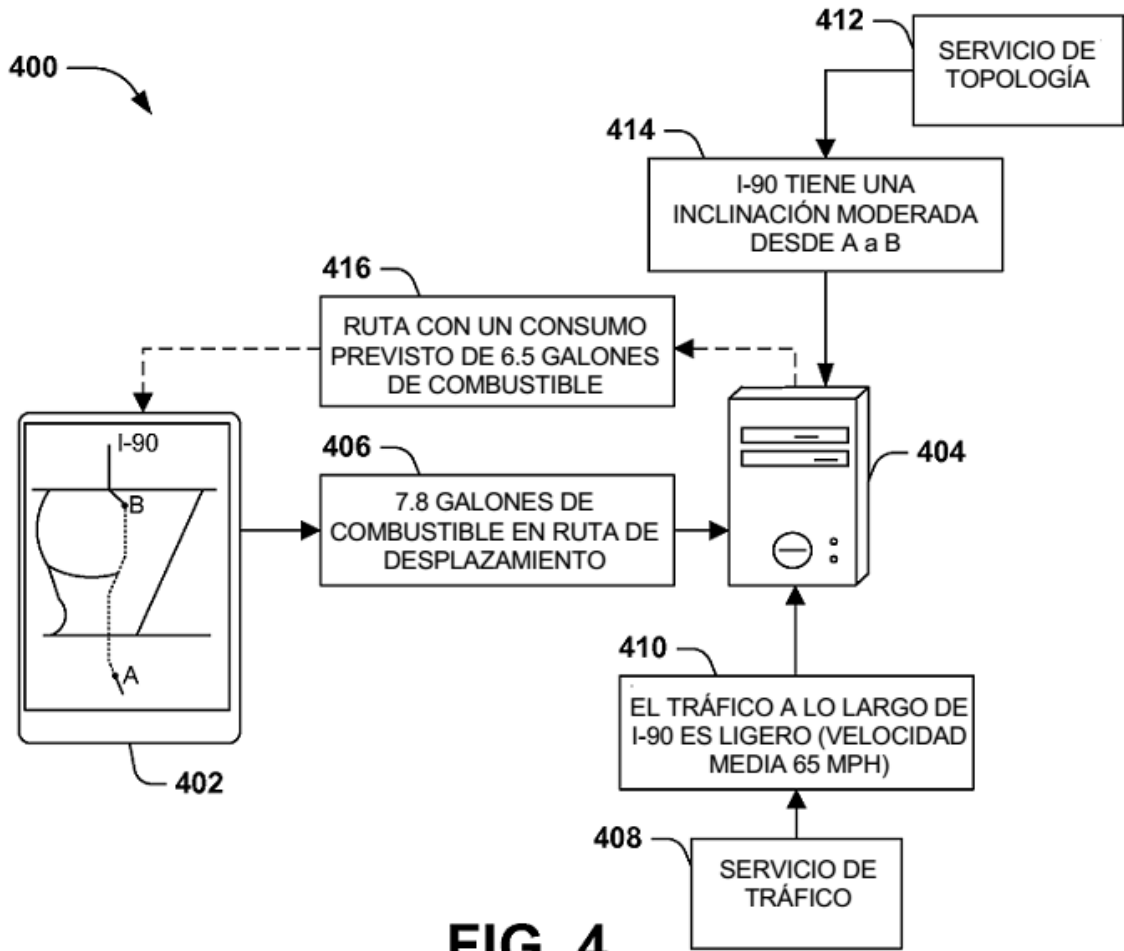 412
SERVICIO DE
TOPOLOGÍA
400
414
I-90 TIENE UNA
INCLINACIÓN MODERADA
DESDE A a B
416
RUTA CON UN CONSUMO
PREVISTO DE 6.5 GALONES
DE COMBUSTIBLE
I-90
B
A
402
406
7.8 GALONES DE
COMBUSTIBLE EN RUTA DE
DESPLAZAMIENTO
404
410
EL TRÁFICO A LO LARGO DE
I-90 ES LIGERO (VELOCIDAD
MEDIA 65 MPH)
408
SERVICIO DE
TRÁFICO
FIG. 4